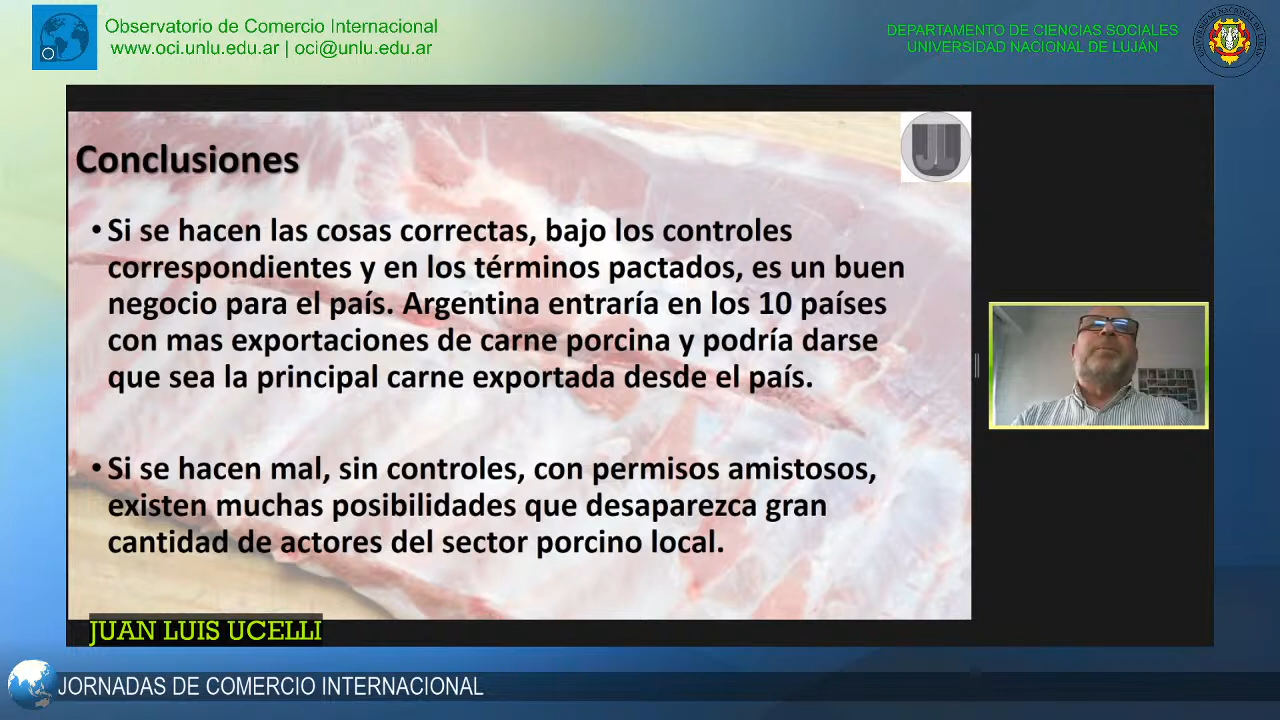 Observatorio de Comercio Internacional
www.oci.unlu.edu.ar | oci@unlu.edu.ar
DEPARTAMENTO DE CIENCIAS SOCIALES
UNIVERSIDAD NACIONAL DE LUJÁN
Conclusiones
• Si se hacen las cosas correctas, bajo los controles
correspondientes y en los términos pactados, es un buen
negocio para el país. Argentina entraría en los 10 países
con mas exportaciones de carne porcina y podría darse
que sea la principal carne exportada desde el país.
• Si se hacen mal, sin controles, con permisos amistosos,
existen muchas posibilidades que desaparezca gran
cantidad de actores del sector porcino local.
JUAN LUIS UCELLI
JORNADAS DE COMERCIO INTERNACIONAL